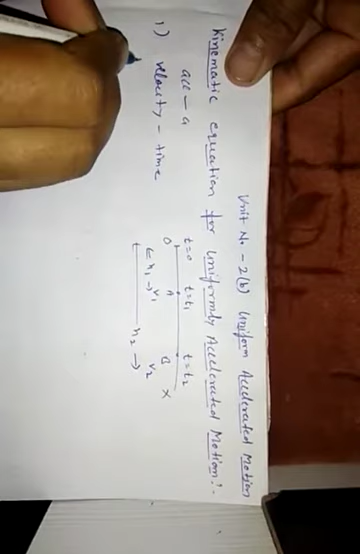 Unit No. - 2(b) Uniform Accelerated Motion
Kinematic equation for Uniformly Accelerated Motion:-
acc - a
t=0 t=t₁ t=t₂
O A B X
1) velocity - time
← x₁ → v₁ v₂
x₂ →